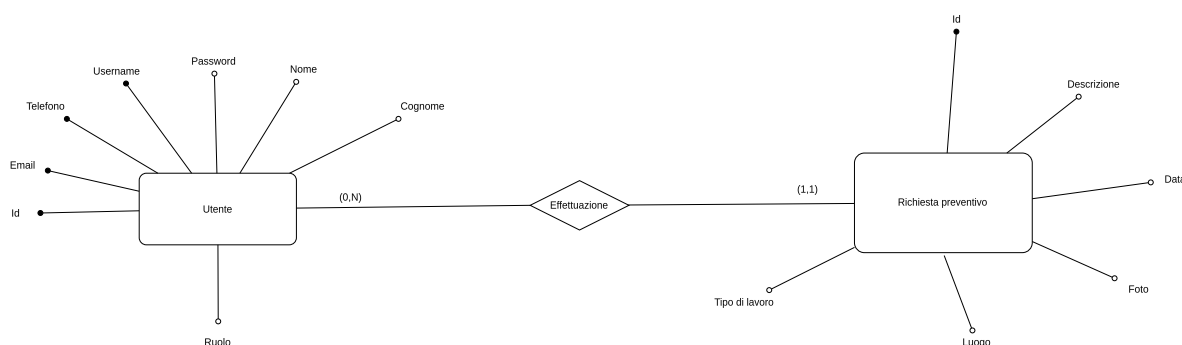 Id
Password
Username
Nome
Descrizione
Telefono
Cognome
Email
Data
(0,N)
(1,1)
Richiesta preventivo
Effettuazione
Utente
Id
Foto
Tipo di lavoro
Ruolo
Luogo